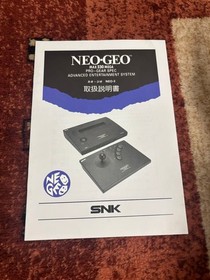 NEO·GEO
MAX 330 MEGA
PRO-GEAR SPEC
ADVANCED ENTERTAINMENT SYSTEM
取扱説明書
SNK
NEO
GEO